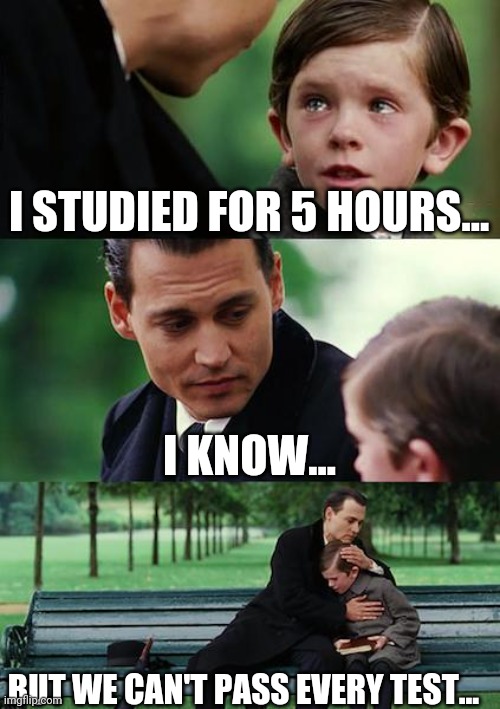 I STUDIED FOR 5 HOURS...
I KNOW...
BUT WE CAN'T PASS EVERY TEST...
imgflip.com